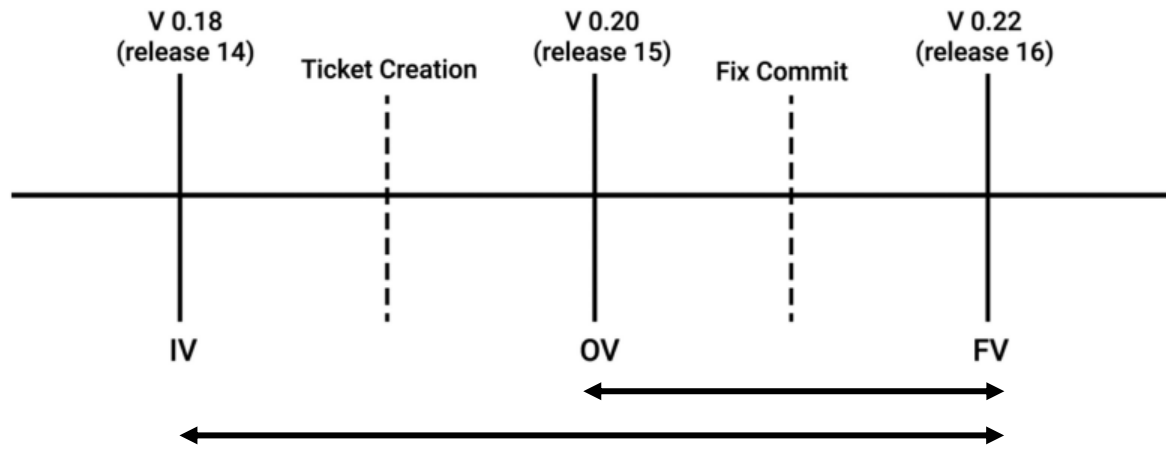 V 0.18
(release 14)
Ticket Creation
V 0.20
(release 15)
Fix Commit
V 0.22
(release 16)
IV
OV
FV